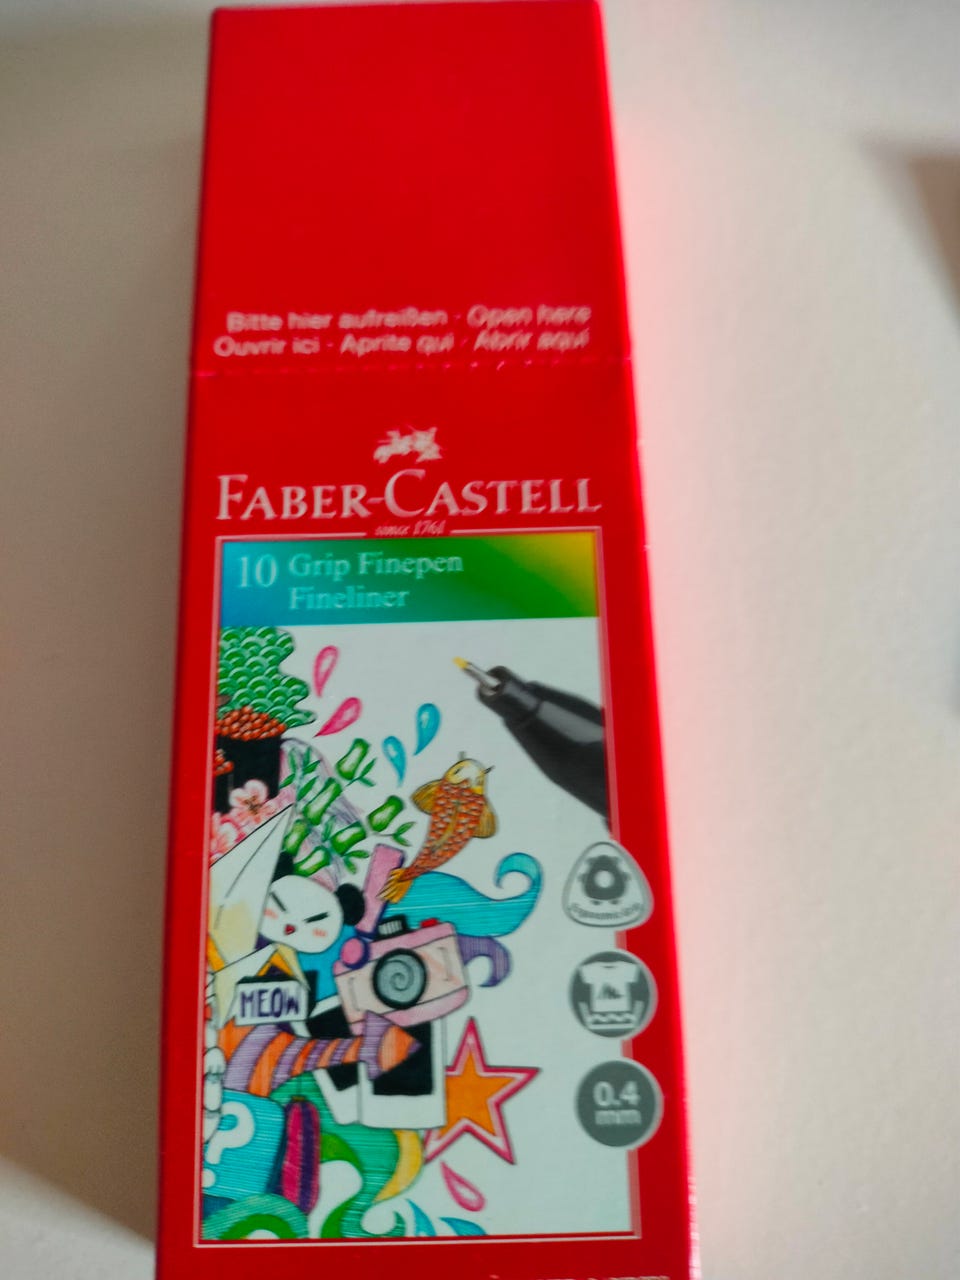 Bitte hier aufreißen · Open here
Ouvrir ici · Aprite qui · Abrir aquí
FABER-CASTELL
since 1761
10 Grip Finepen
Fineliner
MEOW
?
0.4
mm